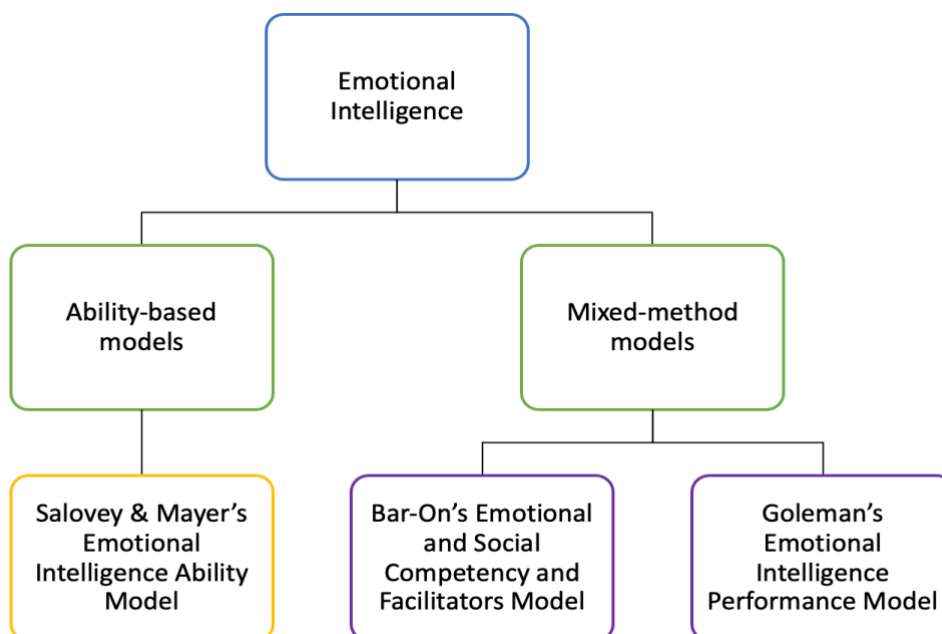 Emotional
Intelligence
Ability-based
models
Mixed-method
models
Salovey & Mayer’s
Emotional
Intelligence Ability
Model
Bar-On’s Emotional
and Social
Competency and
Facilitators Model
Goleman’s
Emotional
Intelligence
Performance Model